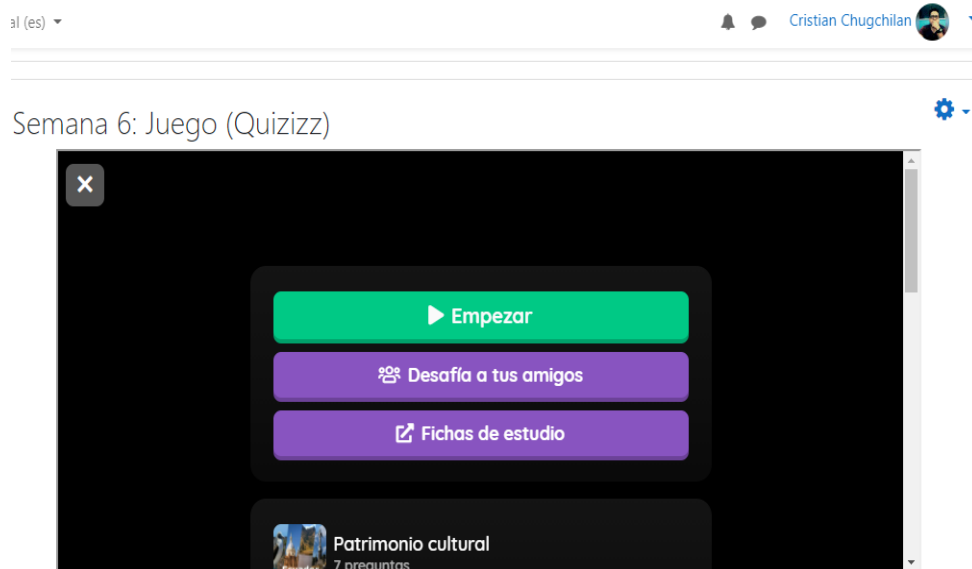 al (es)
Cristian Chugchilan
Semana 6: Juego (Quizizz)
Empezar
Desafía a tus amigos
Fichas de estudio
Patrimonio cultural
7 preguntas
Ecuador